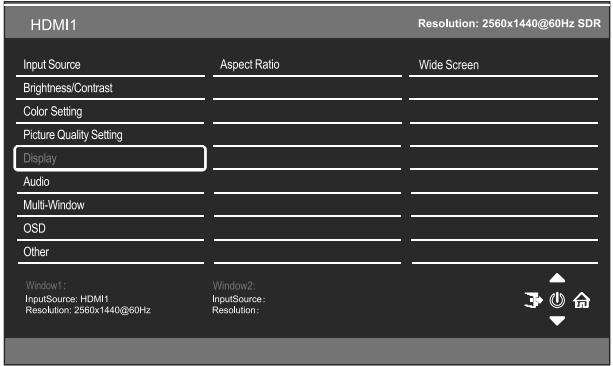 HDMI1
Resolution: 2560x1440@60Hz SDR
Input Source Aspect Ratio Wide Screen
Brightness/Contrast
Color Setting
Picture Quality Setting
Display
Audio
Multi-Window
OSD
Other
Window1:
InputSource: HDMI1
Resolution: 2560x1440@60Hz
Window2:
InputSource:
Resolution: